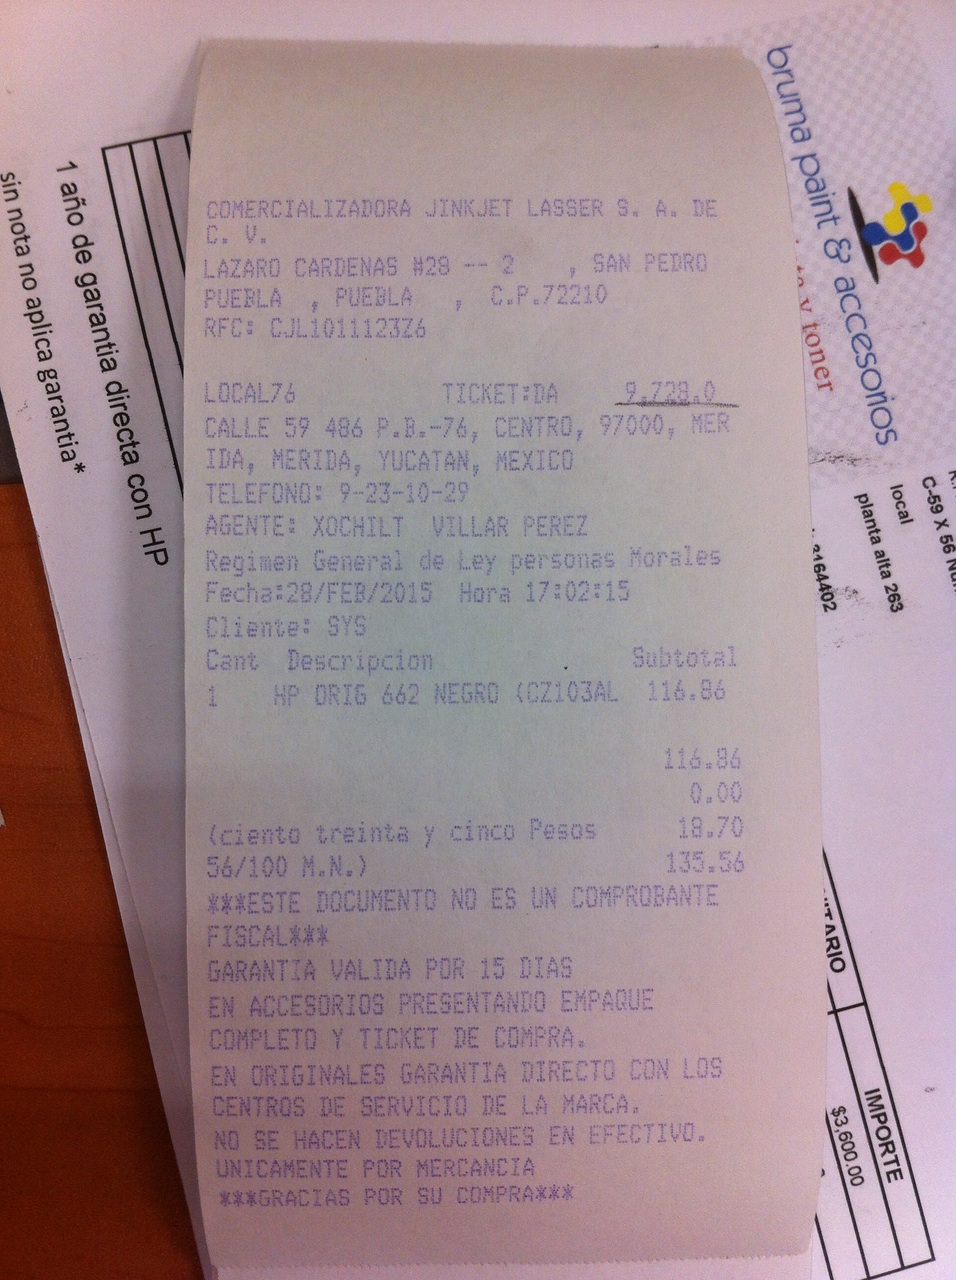 COMERCIALIZADORA JINKJET LASSER S. A. DE
C. V.
LAZARO CARDENAS #28 -- 2 , SAN PEDRO
PUEBLA , PUEBLA , C.P.72210
RFC: CJL1011123Z6
LOCAL76 TICKET:DA 9,728.0
CALLE 59 486 P.B.-76, CENTRO, 97000, MER
IDA, MERIDA, YUCATAN, MEXICO
TELEFONO: 9-23-10-29
AGENTE: XOCHILT VILLAR PEREZ
Regimen General de Ley personas Morales
Fecha:28/FEB/2015 Hora 17:02:15
Cliente: SYS
Cant Descripcion Subtotal
1 HP ORIG 662 NEGRO (CZ103AL 116.86
116.86
0.00
(ciento treinta y cinco Pesos 18.70
56/100 M.N.) 135.56
***ESTE DOCUMENTO NO ES UN COMPROBANTE
FISCAL***
GARANTIA VALIDA POR 15 DIAS
EN ACCESORIOS PRESENTANDO EMPAQUE
COMPLETO Y TICKET DE COMPRA.
EN ORIGINALES GARANTIA DIRECTO CON LOS
CENTROS DE SERVICIO DE LA MARCA.
NO SE HACEN DEVOLUCIONES EN EFECTIVO.
UNICAMENTE POR MERCANCIA
***GRACIAS POR SU COMPRA***
1 año de garantia directa con HP
sin nota no aplica garantia*
bruma paint & accesorios
y toner
C-59 X 56
local
planta alta 263
3164402
IMPORTE
$3,600.00